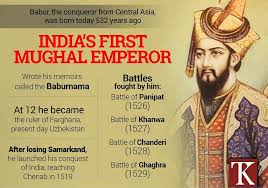 Babur, the conqueror from Central Asia,
was born today 532 years ago
INDIA'S FIRST
MUGHAL EMPEROR
Wrote his memoirs
called the Baburnama
At 12 he became
the ruler of Farghana,
present day Uzbekistan.
After losing Samarkand,
he launched his conquest
of India, reaching
Chenab in 1519
Battles
fought by him:
Battle of Panipat
(1526)
Battle of Khanwa
(1527)
Battle of Chanderi
(1528)
Battle of Ghaghra
(1529)
TK